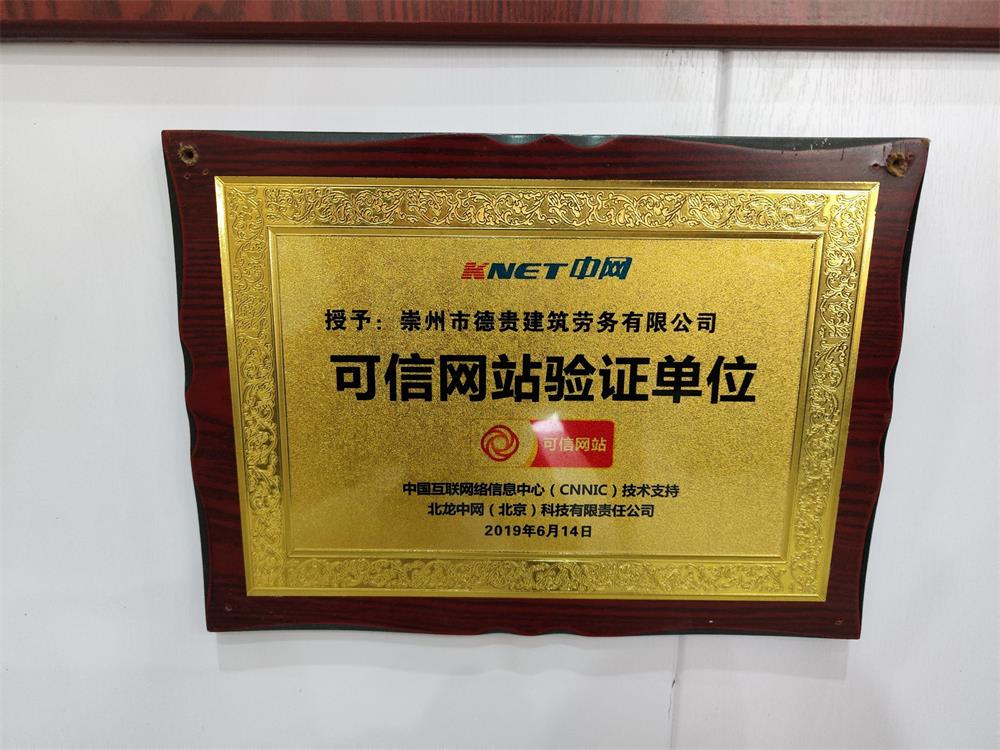 KNET中网
授予：崇州市德贵建筑劳务有限公司
可信网站验证单位
可信网站
中国互联网络信息中心（CNNIC）技术支持
北龙中网（北京）科技有限责任公司
2019年6月14日